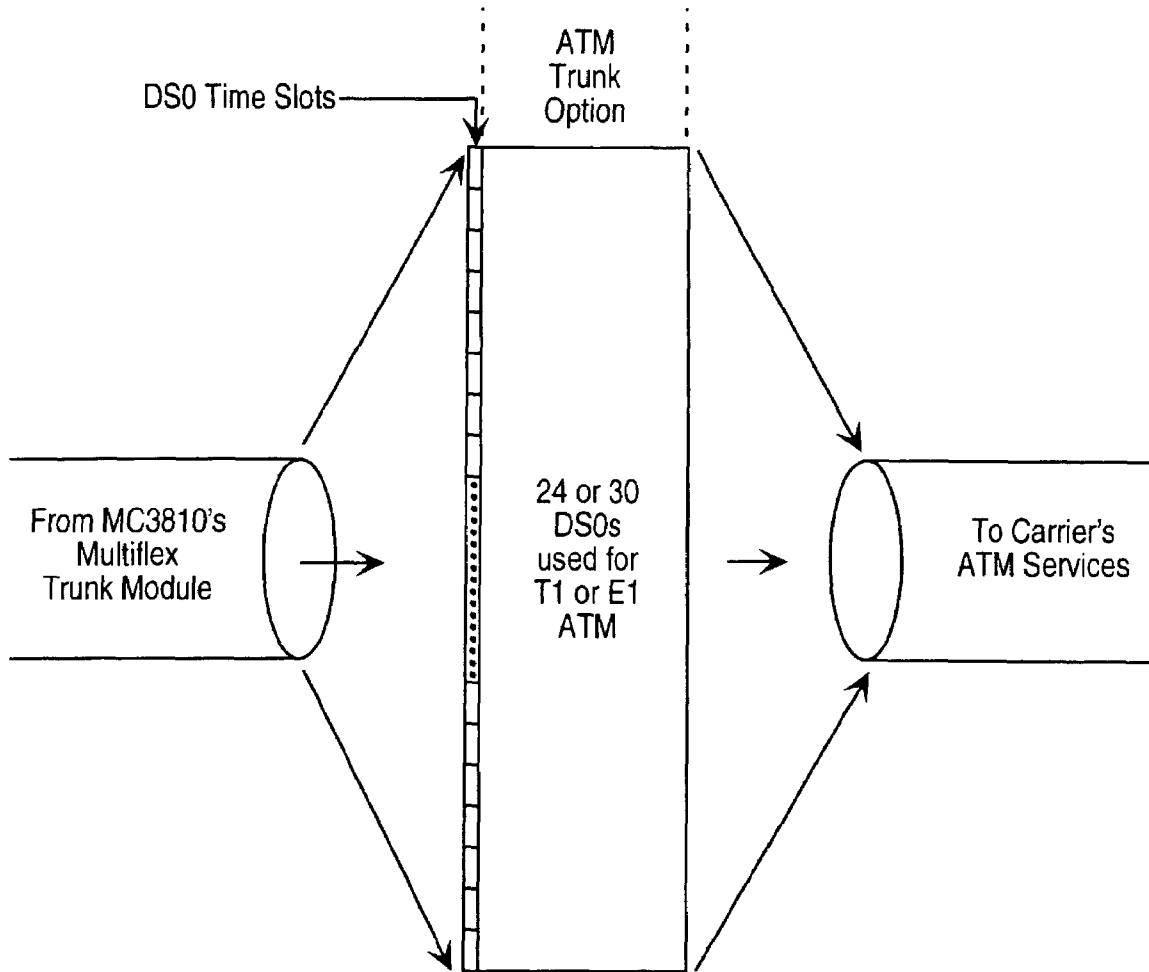 ATM
Trunk
Option
DS0 Time Slots
From MC3810's
Multiflex
Trunk Module
24 or 30
DS0s
used for
T1 or E1
ATM
To Carrier's
ATM Services